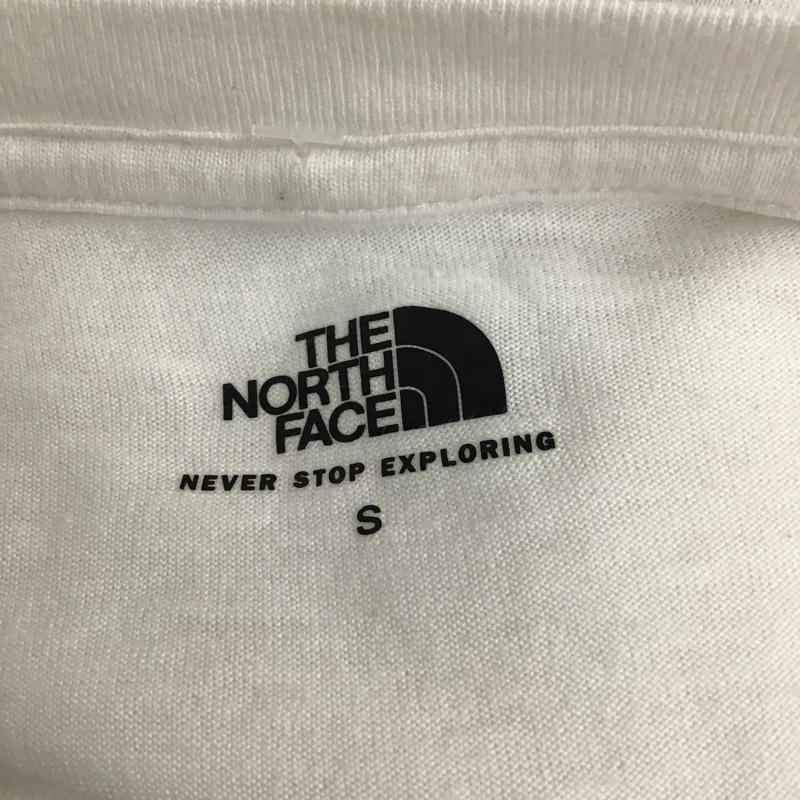 THE
NORTH
FACE
NEVER STOP EXPLORING
S